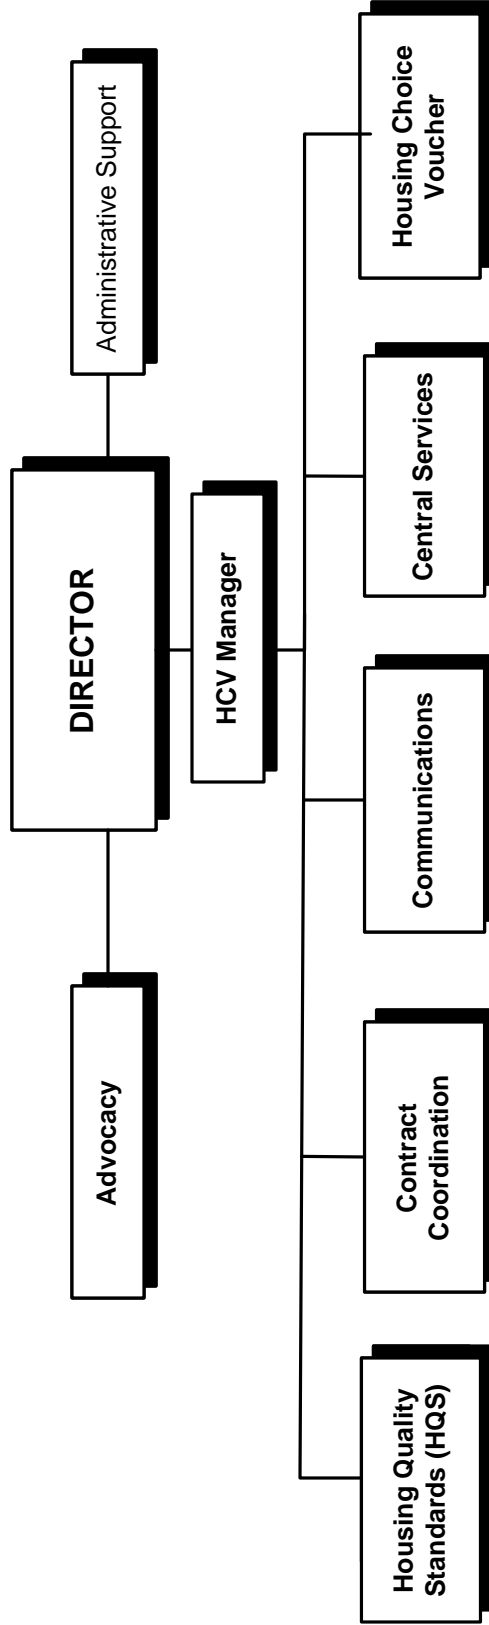 DIRECTOR
Advocacy
Administrative Support
HCV Manager
Housing Quality
Standards (HQS)
Contract
Coordination
Communications
Central Services
Housing Choice
Voucher